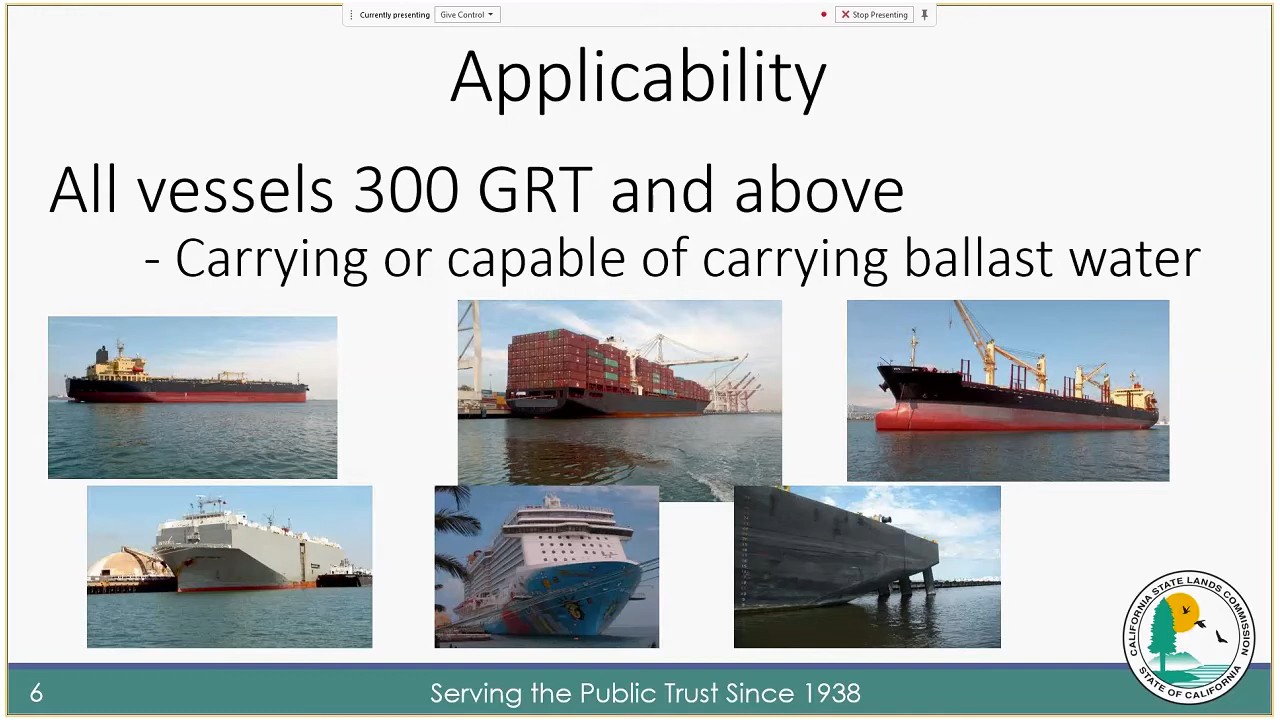 Currently presenting
Give Control
Stop Presenting
Applicability
All vessels 300 GRT and above
- Carrying or capable of carrying ballast water
CALIFORNIA STATE LANDS COMMISSION
STATE OF CALIFORNIA
6
Serving the Public Trust Since 1938